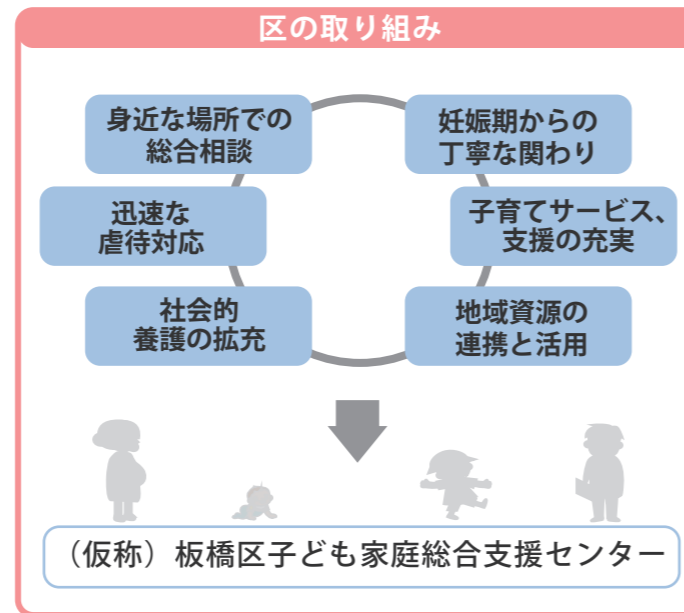 区の取り組み
身近な場所での
総合相談
妊娠期からの
丁寧な関わり
迅速な
虐待対応
子育てサービス、
支援の充実
社会的
養護の拡充
地域資源の
連携と活用
（仮称）板橋区子ども家庭総合支援センター